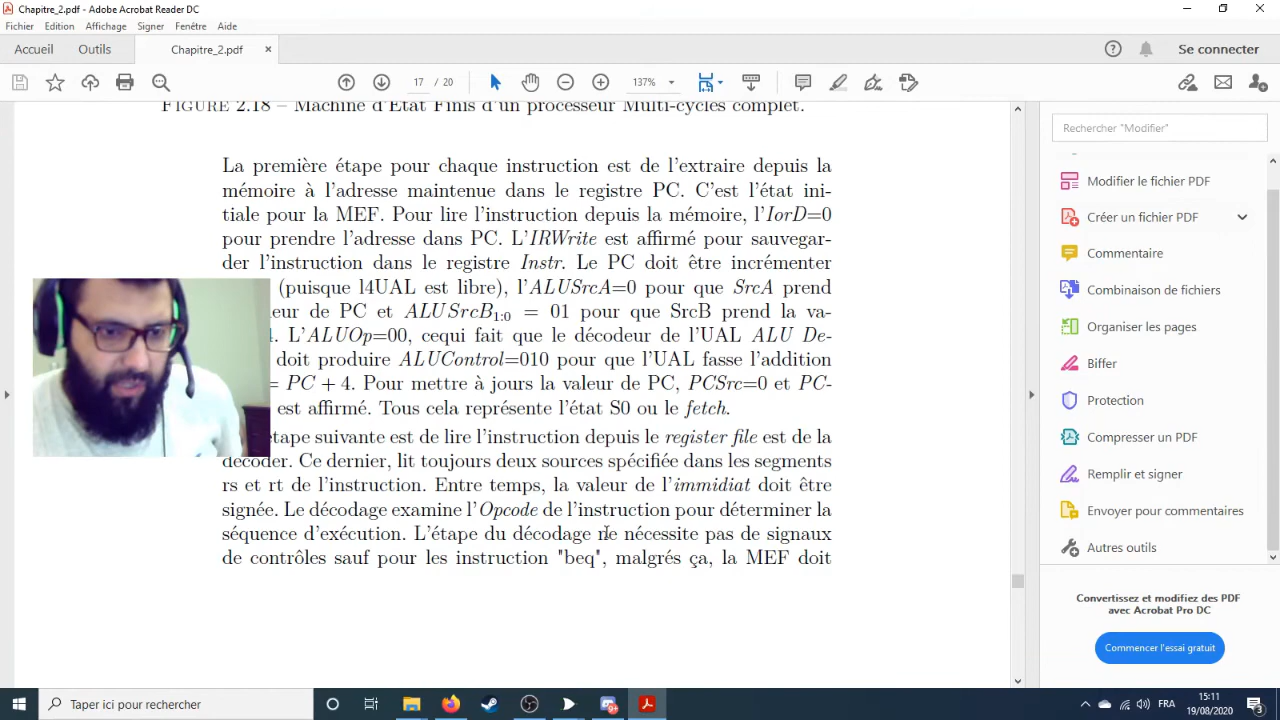 Chapitre_2.pdf - Adobe Acrobat Reader DC
Fichier Edition Affichage Signer Fenêtre Aide
Accueil Outils Chapitre_2.pdf × Se connecter
17 / 20 137%
FIGURE 2.18 – Machine d'Etat Finis d'un processeur Multi-cycles complet.
La première étape pour chaque instruction est de l'extraire depuis la
mémoire à l'adresse maintenue dans le registre PC. C'est l'état ini-
tiale pour la MEF. Pour lire l'instruction depuis la mémoire, l'IorD=0
pour prendre l'adresse dans PC. L'IRWrite est affirmé pour sauvegar-
der l'instruction dans le registre Instr. Le PC doit être incrémenter
(puisque l4UAL est libre), l'ALUSrcA=0 pour que SrcA prend
leur de PC et ALUSrcB1:0 = 01 pour que SrcB prend la va-
4. L'ALUOp=00, cequi fait que le décodeur de l'UAL ALU De-
doit produire ALUControl=010 pour que l'UAL fasse l'addition
= PC + 4. Pour mettre à jours la valeur de PC, PCSrc=0 et PC-
est affirmé. Tous cela représente l'état S0 ou le fetch.
étape suivante est de lire l'instruction depuis le register file est de la
décoder. Ce dernier, lit toujours deux sources spécifiée dans les segments
rs et rt de l'instruction. Entre temps, la valeur de l'immidiat doit être
signée. Le décodage examine l'Opcode de l'instruction pour déterminer la
séquence d'exécution. L'étape du décodage ne nécessite pas de signaux
de contrôles sauf pour les instruction "beq", malgrés ça, la MEF doit
Rechercher "Modifier"
Modifier le fichier PDF
Créer un fichier PDF
Commentaire
Combinaison de fichiers
Organiser les pages
Biffer
Protection
Compresser un PDF
Remplir et signer
Envoyer pour commentaires
Autres outils
Convertissez et modifiez des PDF
avec Acrobat Pro DC
Commencer l'essai gratuit
Taper ici pour rechercher
FRA
15:11
19/08/2020